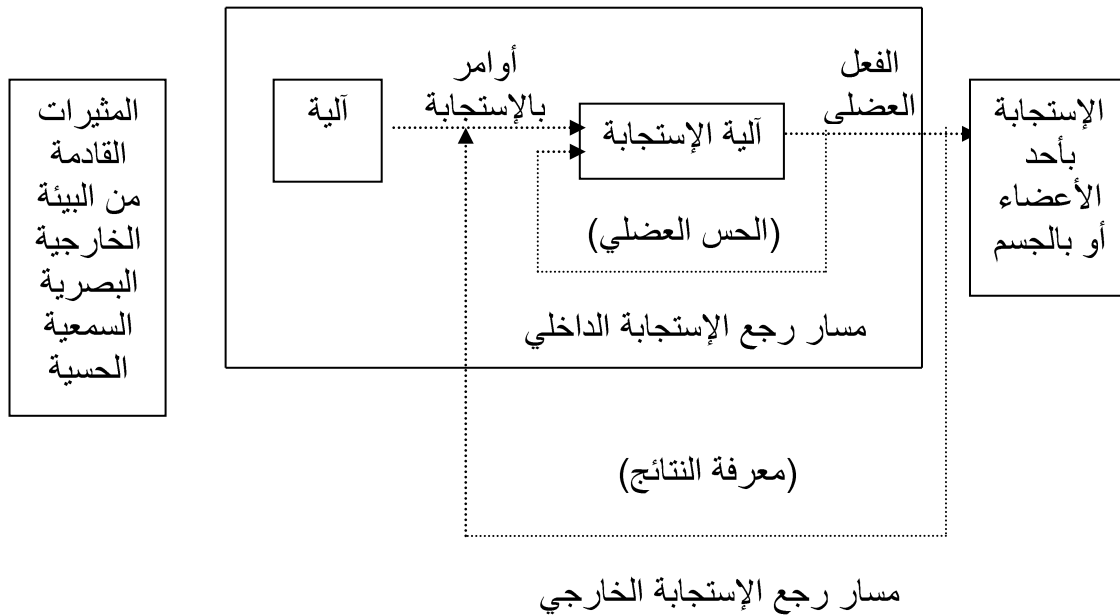 المثيرات
القادمة
من البيئة
الخارجية
البصرية
السمعية
الحسية
آلية
أوامر
بالإستجابة
آلية الإستجابة
الفعل
العضلى
الإستجابة
بأحد
الأعضاء
أو بالجسم
(الحس العضلي)
مسار رجع الإستجابة الداخلي
(معرفة النتائج)
مسار رجع الإستجابة الخارجي